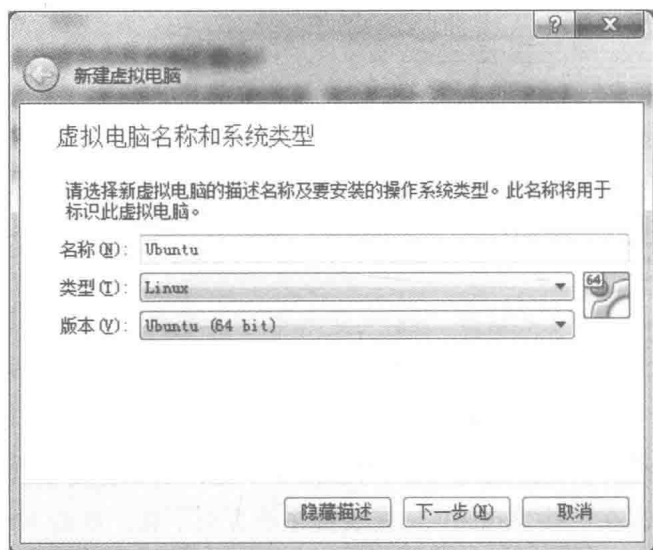 新建虚拟电脑
虚拟电脑名称和系统类型
请选择新虚拟电脑的描述名称及要安装的操作系统类型。此名称将用于
标识此虚拟电脑。
名称(N): Ubuntu
类型(T): Linux
64
版本(V): Ubuntu (64 bit)
隐藏描述 下一步(N) 取消